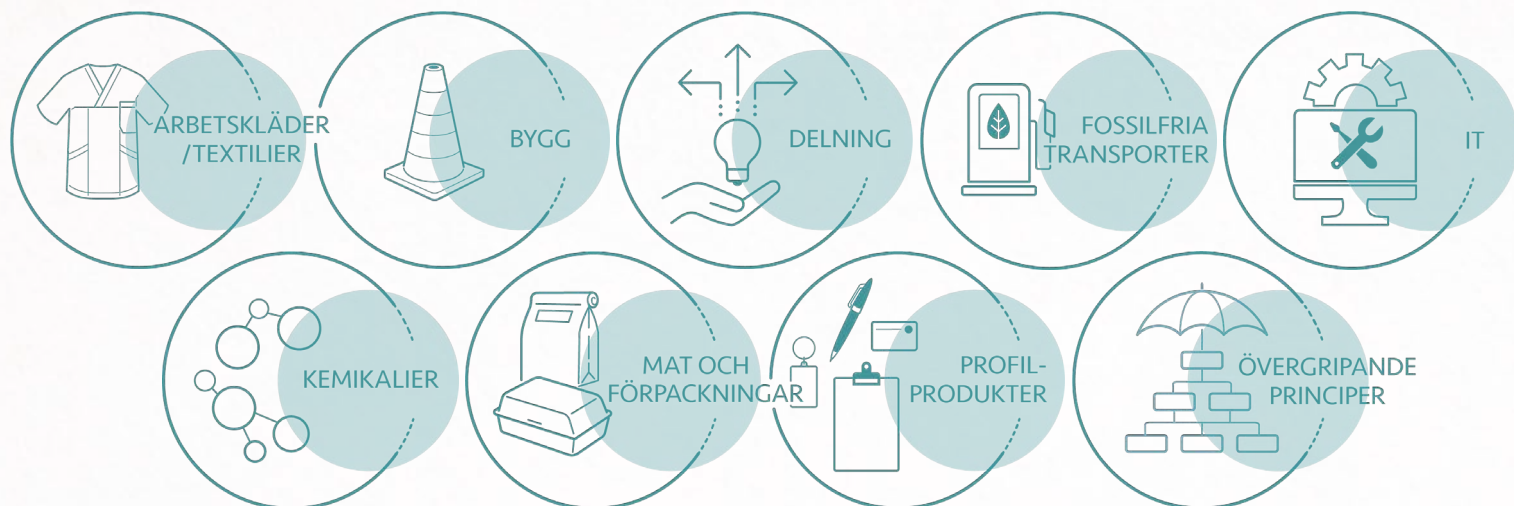 ARBETSKLÄDER
/TEXTILIER
BYGG
DELNING
FOSSILFRIA
TRANSPORTER
IT
KEMIKALIER
MAT OCH
FÖRPACKNINGAR
PROFIL-
PRODUKTER
ÖVERGRIPANDE
PRINCIPER